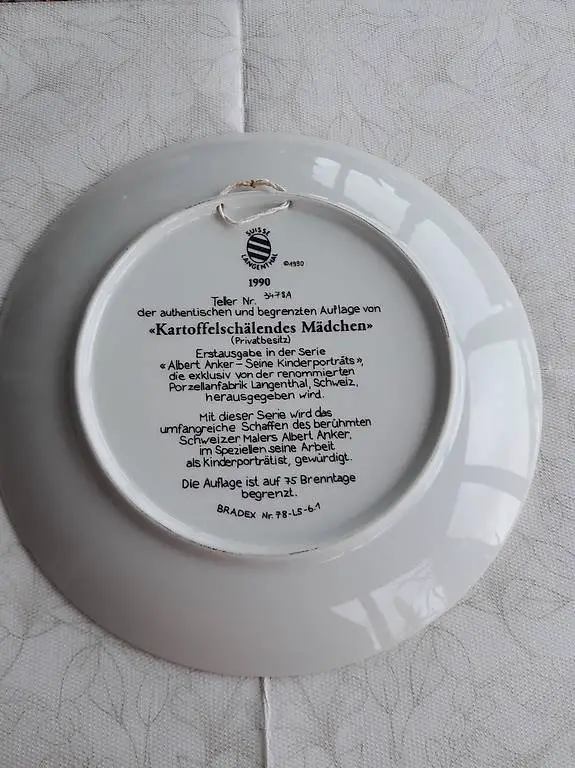 SUISSE
LANGENTHAL
©1990
1990
Teller Nr. 3478A
der authentischen und begrenzten Auflage von
«Kartoffelschälendes Mädchen»
(Privatbesitz)
Erstausgabe in der Serie
«Albert Anker – Seine Kinderporträts»,
die exklusiv von der renommierten
Porzellanfabrik Langenthal, Schweiz,
herausgegeben wird.
Mit dieser Serie wird das
umfangreiche Schaffen des berühmten
Schweizer Malers Albert Anker,
im Speziellen seine Arbeit
als Kinderporträtist, gewürdigt.
Die Auflage ist auf 75 Brenntage
begrenzt.
BRADEX Nr. 78-L5-6.1